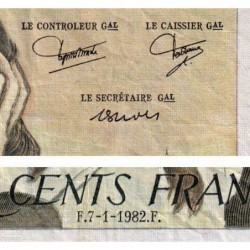 LE CONTROLEUR GAL LE CAISSIER GAL
LE SECRÉTAIRE GAL
CENTS FRAN
F.7-1-1982.F.